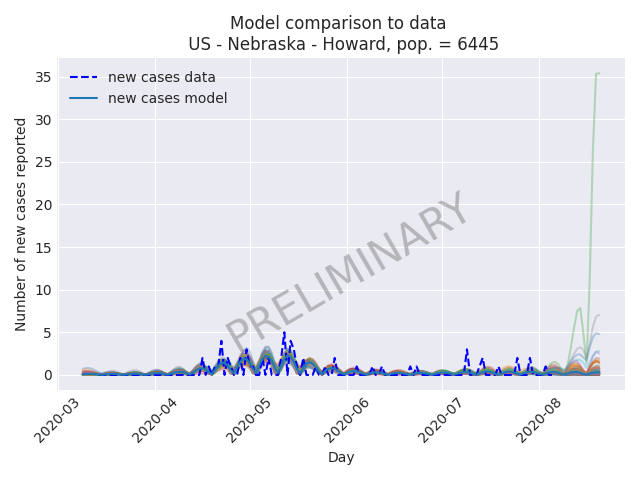 Model comparison to data
US - Nebraska - Howard, pop. = 6445
new cases data
new cases model
PRELIMINARY
Number of new cases reported
35
30
25
20
15
10
5
0
2020-03
2020-04
2020-05
2020-06
2020-07
2020-08
Day